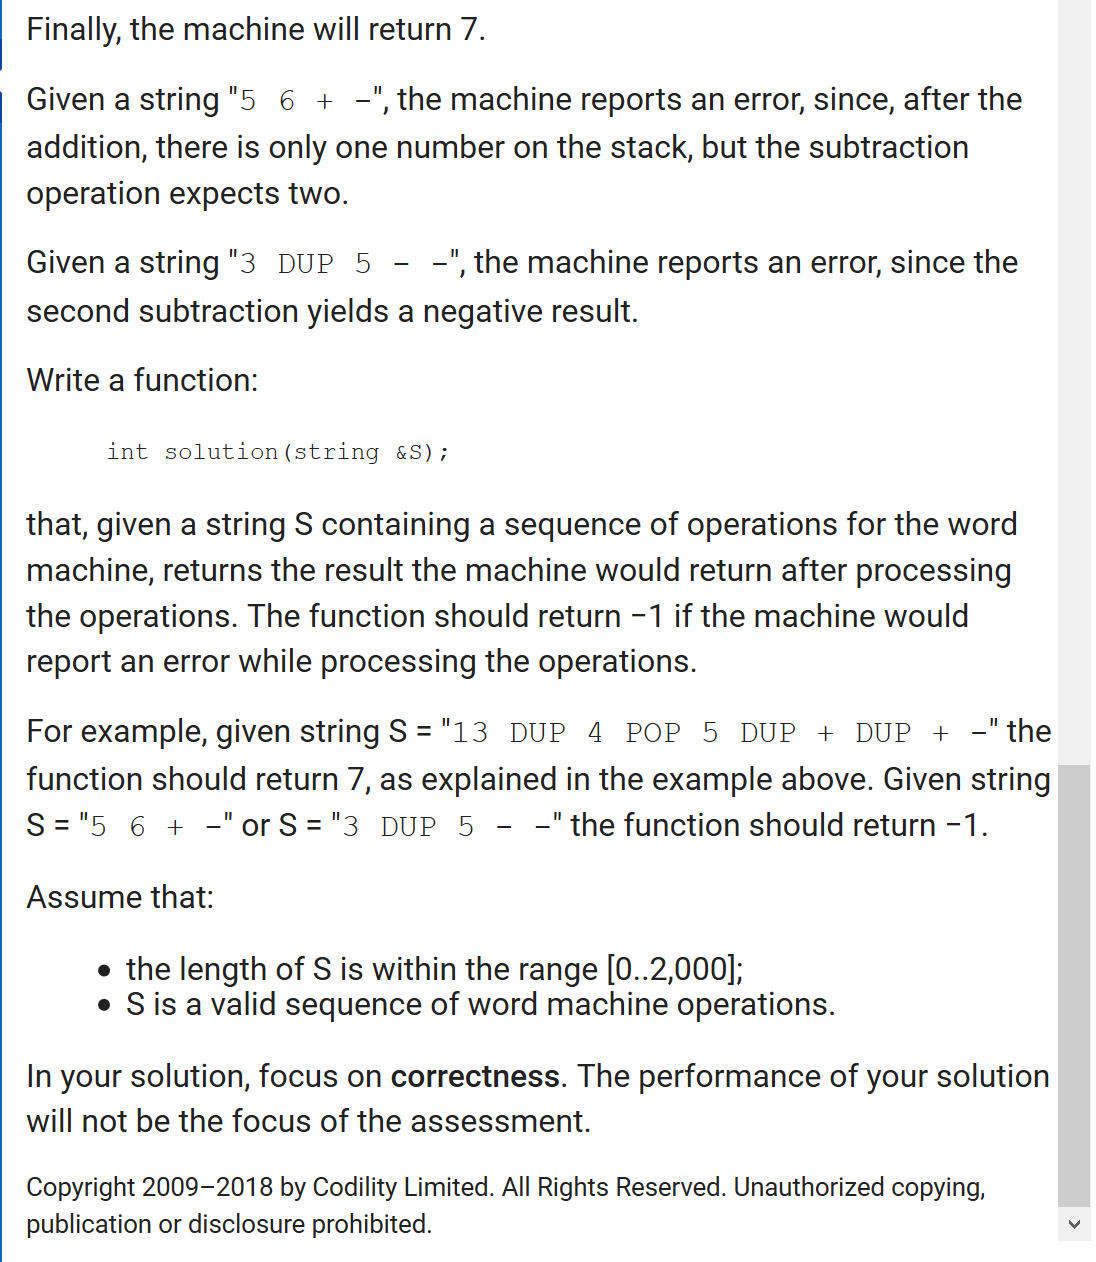 Finally, the machine will return 7.
Given a string "5 6 + -", the machine reports an error, since, after the
addition, there is only one number on the stack, but the subtraction
operation expects two.
Given a string "3 DUP 5 - -", the machine reports an error, since the
second subtraction yields a negative result.
Write a function:
int solution(string &S);
that, given a string S containing a sequence of operations for the word
machine, returns the result the machine would return after processing
the operations. The function should return −1 if the machine would
report an error while processing the operations.
For example, given string S = "13 DUP 4 POP 5 DUP + DUP + -" the
function should return 7, as explained in the example above. Given string
S = "5 6 + -" or S = "3 DUP 5 - -" the function should return −1.
Assume that:
• the length of S is within the range [0..2,000];
• S is a valid sequence of word machine operations.
In your solution, focus on correctness. The performance of your solution
will not be the focus of the assessment.
Copyright 2009–2018 by Codility Limited. All Rights Reserved. Unauthorized copying,
publication or disclosure prohibited.